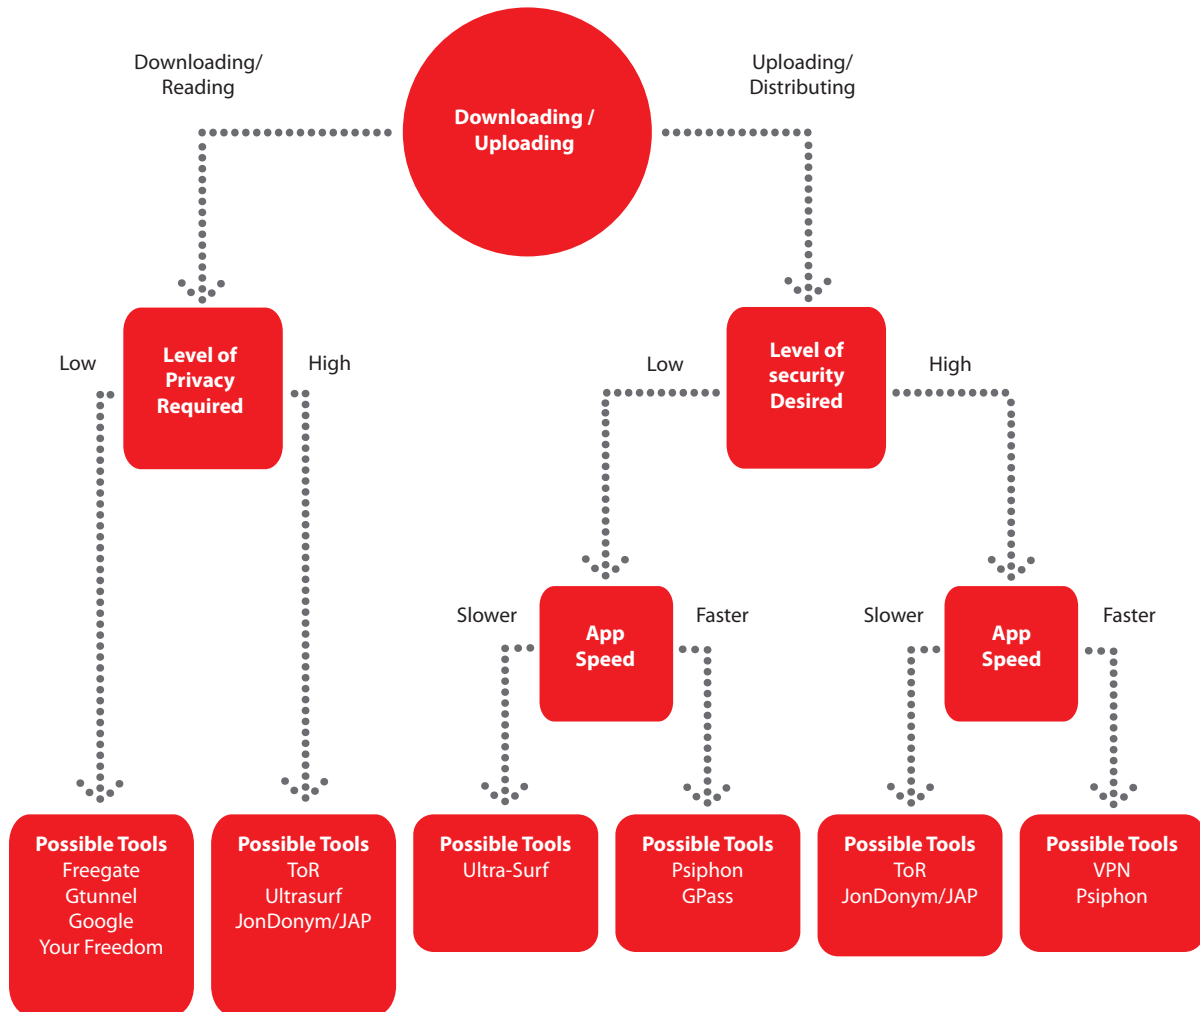 Downloading/
Reading
Downloading /
Uploading
Uploading/
Distributing
Low
Level of
Privacy
Required
High
Low
Level of
security
Desired
High
Slower
App
Speed
Faster
Slower
App
Speed
Faster
Possible Tools
Freegate
Gtunnel
Google
Your Freedom
Possible Tools
ToR
Ultrasurf
JonDonym/JAP
Possible Tools
Ultra-Surf
Possible Tools
Psiphon
GPass
Possible Tools
ToR
JonDonym/JAP
Possible Tools
VPN
Psiphon